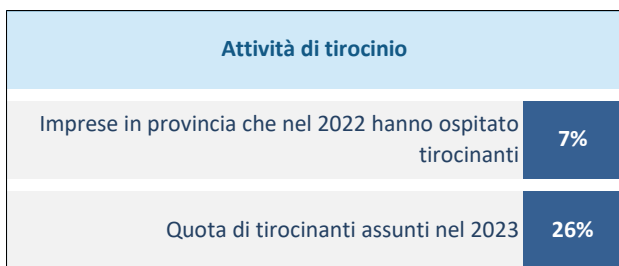 Attività di tirocinio
Imprese in provincia che nel 2022 hanno ospitato
tirocinanti
7%
Quota di tirocinanti assunti nel 2023
26%